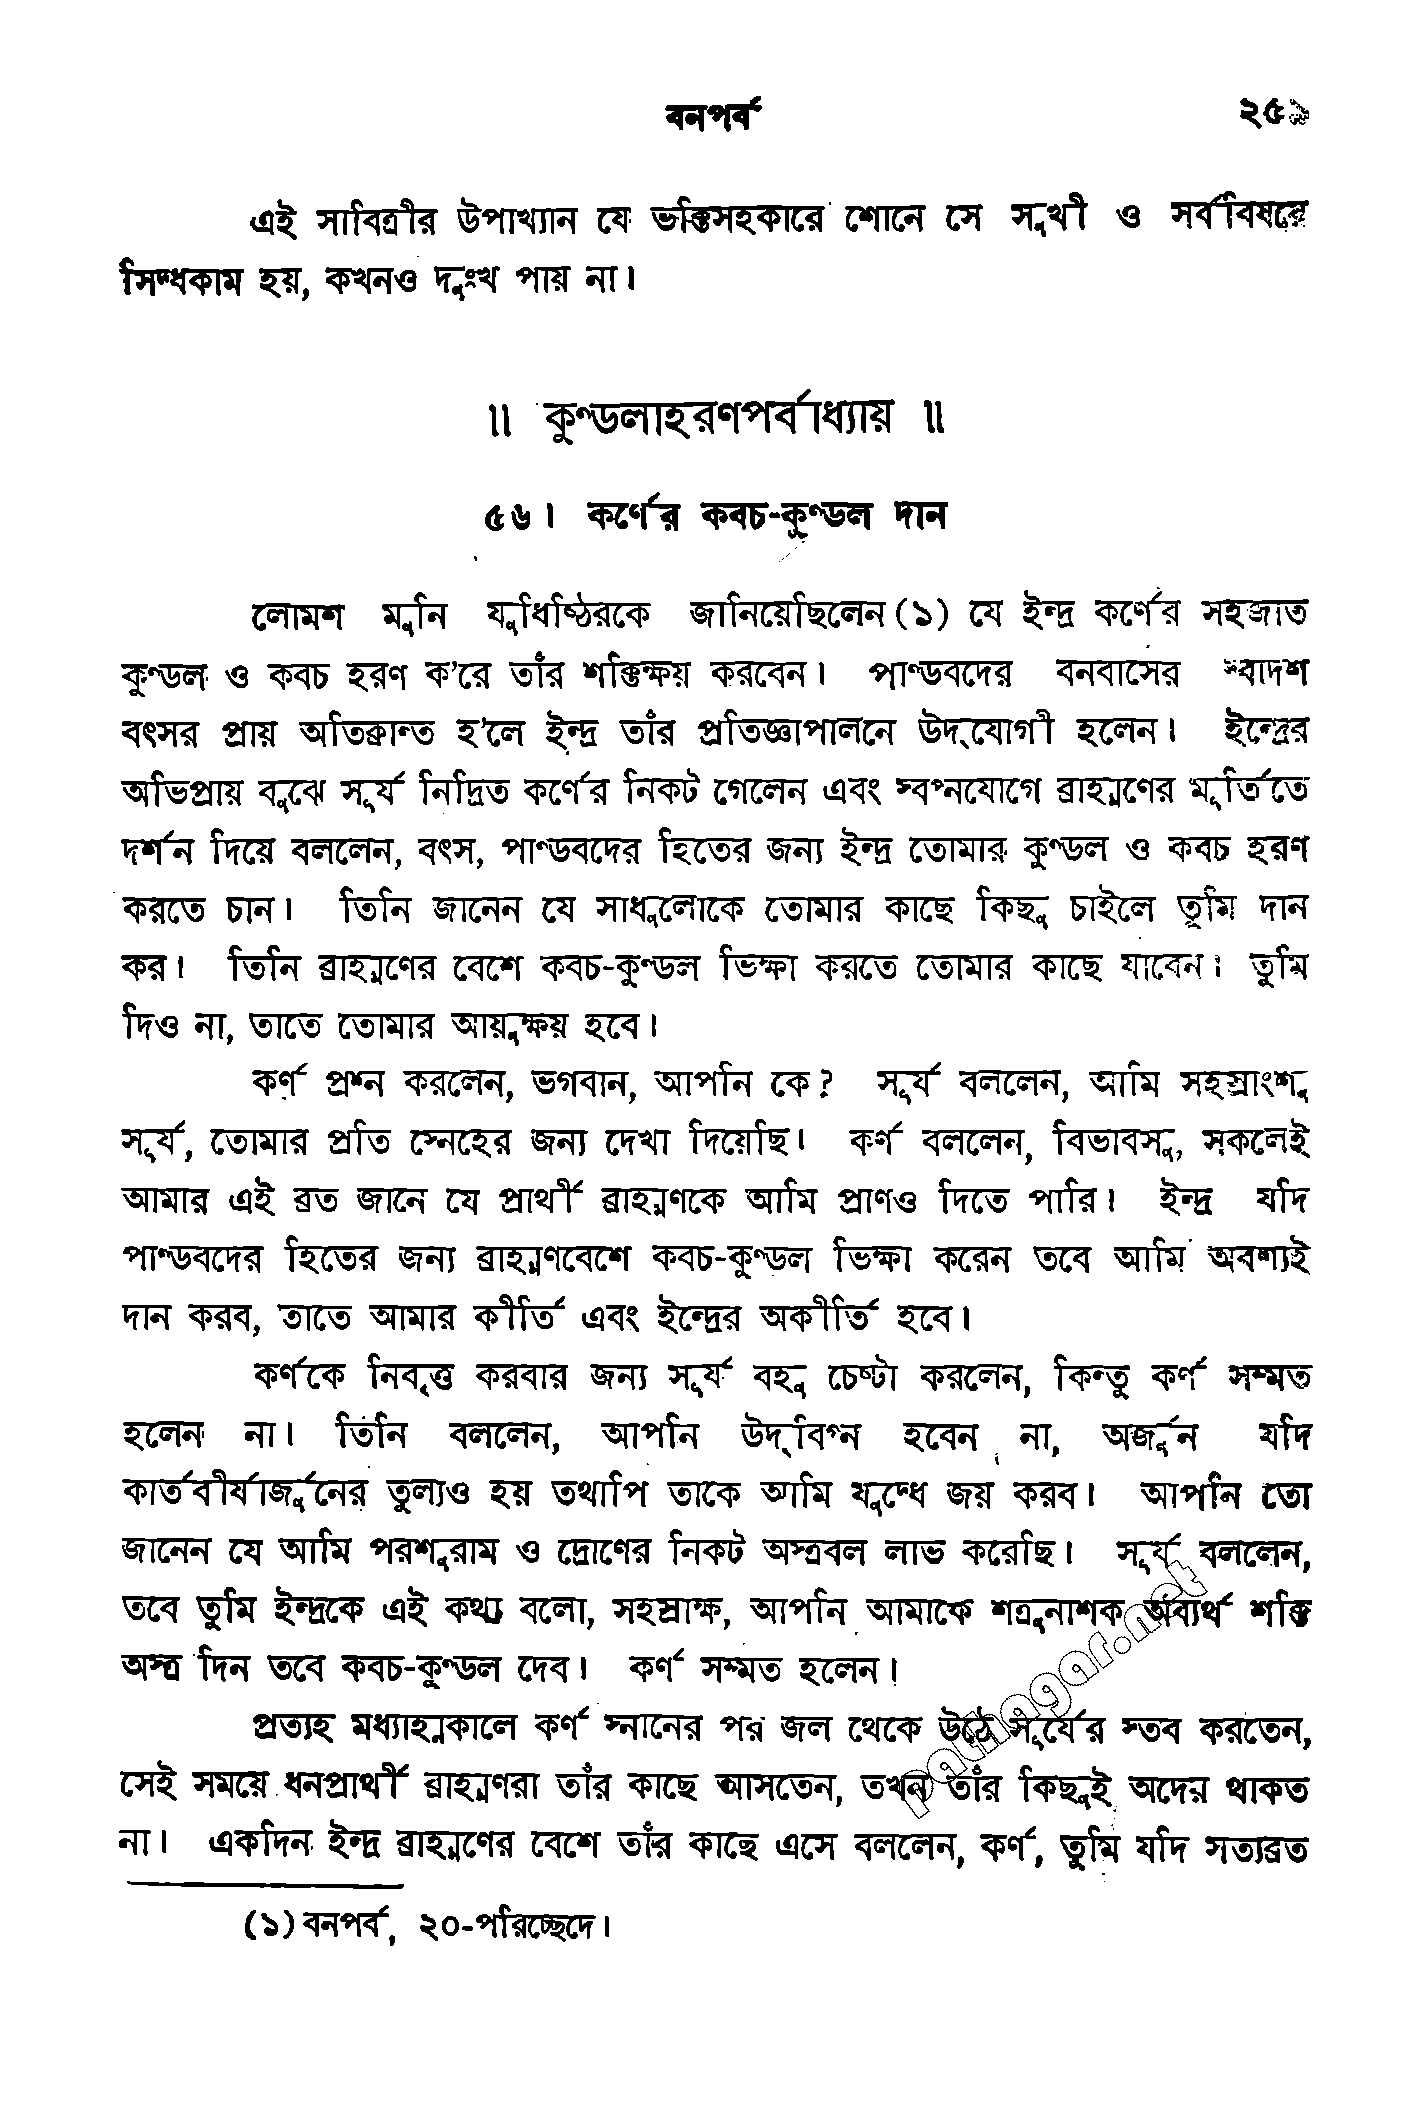 বনপর্ব ২৫৯
এই সাবিত্রীর উপাখ্যান যে ভক্তিসহকারে শোনে সে সুখী ও সর্ববিষয়ে
সিদ্ধকাম হয়, কখনও দুঃখ পায় না।
॥ কুণ্ডলাহরণপর্বাধ্যায় ॥
৫৬। কর্ণের কবচ-কুণ্ডল দান
লোমশ মুনি যুধিষ্ঠিরকে জানিয়েছিলেন(১) যে ইন্দ্র কর্ণের সহজাত
কুণ্ডল ও কবচ হরণ ক'রে তাঁর শক্তিক্ষয় করবেন। পাণ্ডবদের বনবাসের দ্বাদশ
বৎসর প্রায় অতিক্রান্ত হ'লে ইন্দ্র তাঁর প্রতিজ্ঞাপালনে উদ্‌যোগী হলেন। ইন্দ্রের
অভিপ্রায় বুঝে সূর্য নিদ্রিত কর্ণের নিকট গেলেন এবং স্বপ্নযোগে ব্রাহ্মণের মূর্তিতে
দর্শন দিয়ে বললেন, বৎস, পাণ্ডবদের হিতের জন্য ইন্দ্র তোমার কুণ্ডল ও কবচ হরণ
করতে চান। তিনি জানেন যে সাধুলোকে তোমার কাছে কিছু চাইলে তুমি দান
কর। তিনি ব্রাহ্মণের বেশে কবচ-কুণ্ডল ভিক্ষা করতে তোমার কাছে যাবেন। তুমি
দিও না, তাতে তোমার আয়ুক্ষয় হবে।
কর্ণ প্রশ্ন করলেন, ভগবান, আপনি কে? সূর্য বললেন, আমি সহস্রাংশু
সূর্য, তোমার প্রতি স্নেহের জন্য দেখা দিয়েছি। কর্ণ বললেন, বিভাবসু, সকলেই
আমার এই ব্রত জানে যে প্রার্থী ব্রাহ্মণকে আমি প্রাণও দিতে পারি। ইন্দ্র যদি
পাণ্ডবদের হিতের জন্য ব্রাহ্মণবেশে কবচ-কুণ্ডল ভিক্ষা করেন তবে আমি অবশ্যই
দান করব, তাতে আমার কীর্তি এবং ইন্দ্রের অকীর্তি হবে।
কর্ণকে নিবৃত্ত করবার জন্য সূর্য বহু চেষ্টা করলেন, কিন্তু কর্ণ সম্মত
হলেন না। তিনি বললেন, আপনি উদ্‌বিগ্ন হবেন না, অর্জুন যদি
কার্তবীর্যার্জুনের তুল্যও হয় তথাপি তাকে আমি যুদ্ধে জয় করব। আপনি তো
জানেন যে আমি পরশুরাম ও দ্রোণের নিকট অস্ত্রবল লাভ করেছি। সূর্য বললেন,
তবে তুমি ইন্দ্রকে এই কথা বলো, সহস্রাক্ষ, আপনি আমাকে শত্রুনাশক অব্যর্থ শক্তি
অস্ত্র দিন তবে কবচ-কুণ্ডল দেব। কর্ণ সম্মত হলেন।
প্রত্যহ মধ্যাহ্নকালে কর্ণ স্নানের পর জল থেকে উঠে সূর্যের স্তব করতেন,
সেই সময়ে ধনপ্রার্থী ব্রাহ্মণরা তাঁর কাছে আসতেন, তখন তাঁর কিছুই অদেয় থাকত
না। একদিন ইন্দ্র ব্রাহ্মণের বেশে তাঁর কাছে এসে বললেন, কর্ণ, তুমি যদি সত্যব্রত
(১) বনপর্ব, ২০-পরিচ্ছেদে।
pathagar.net